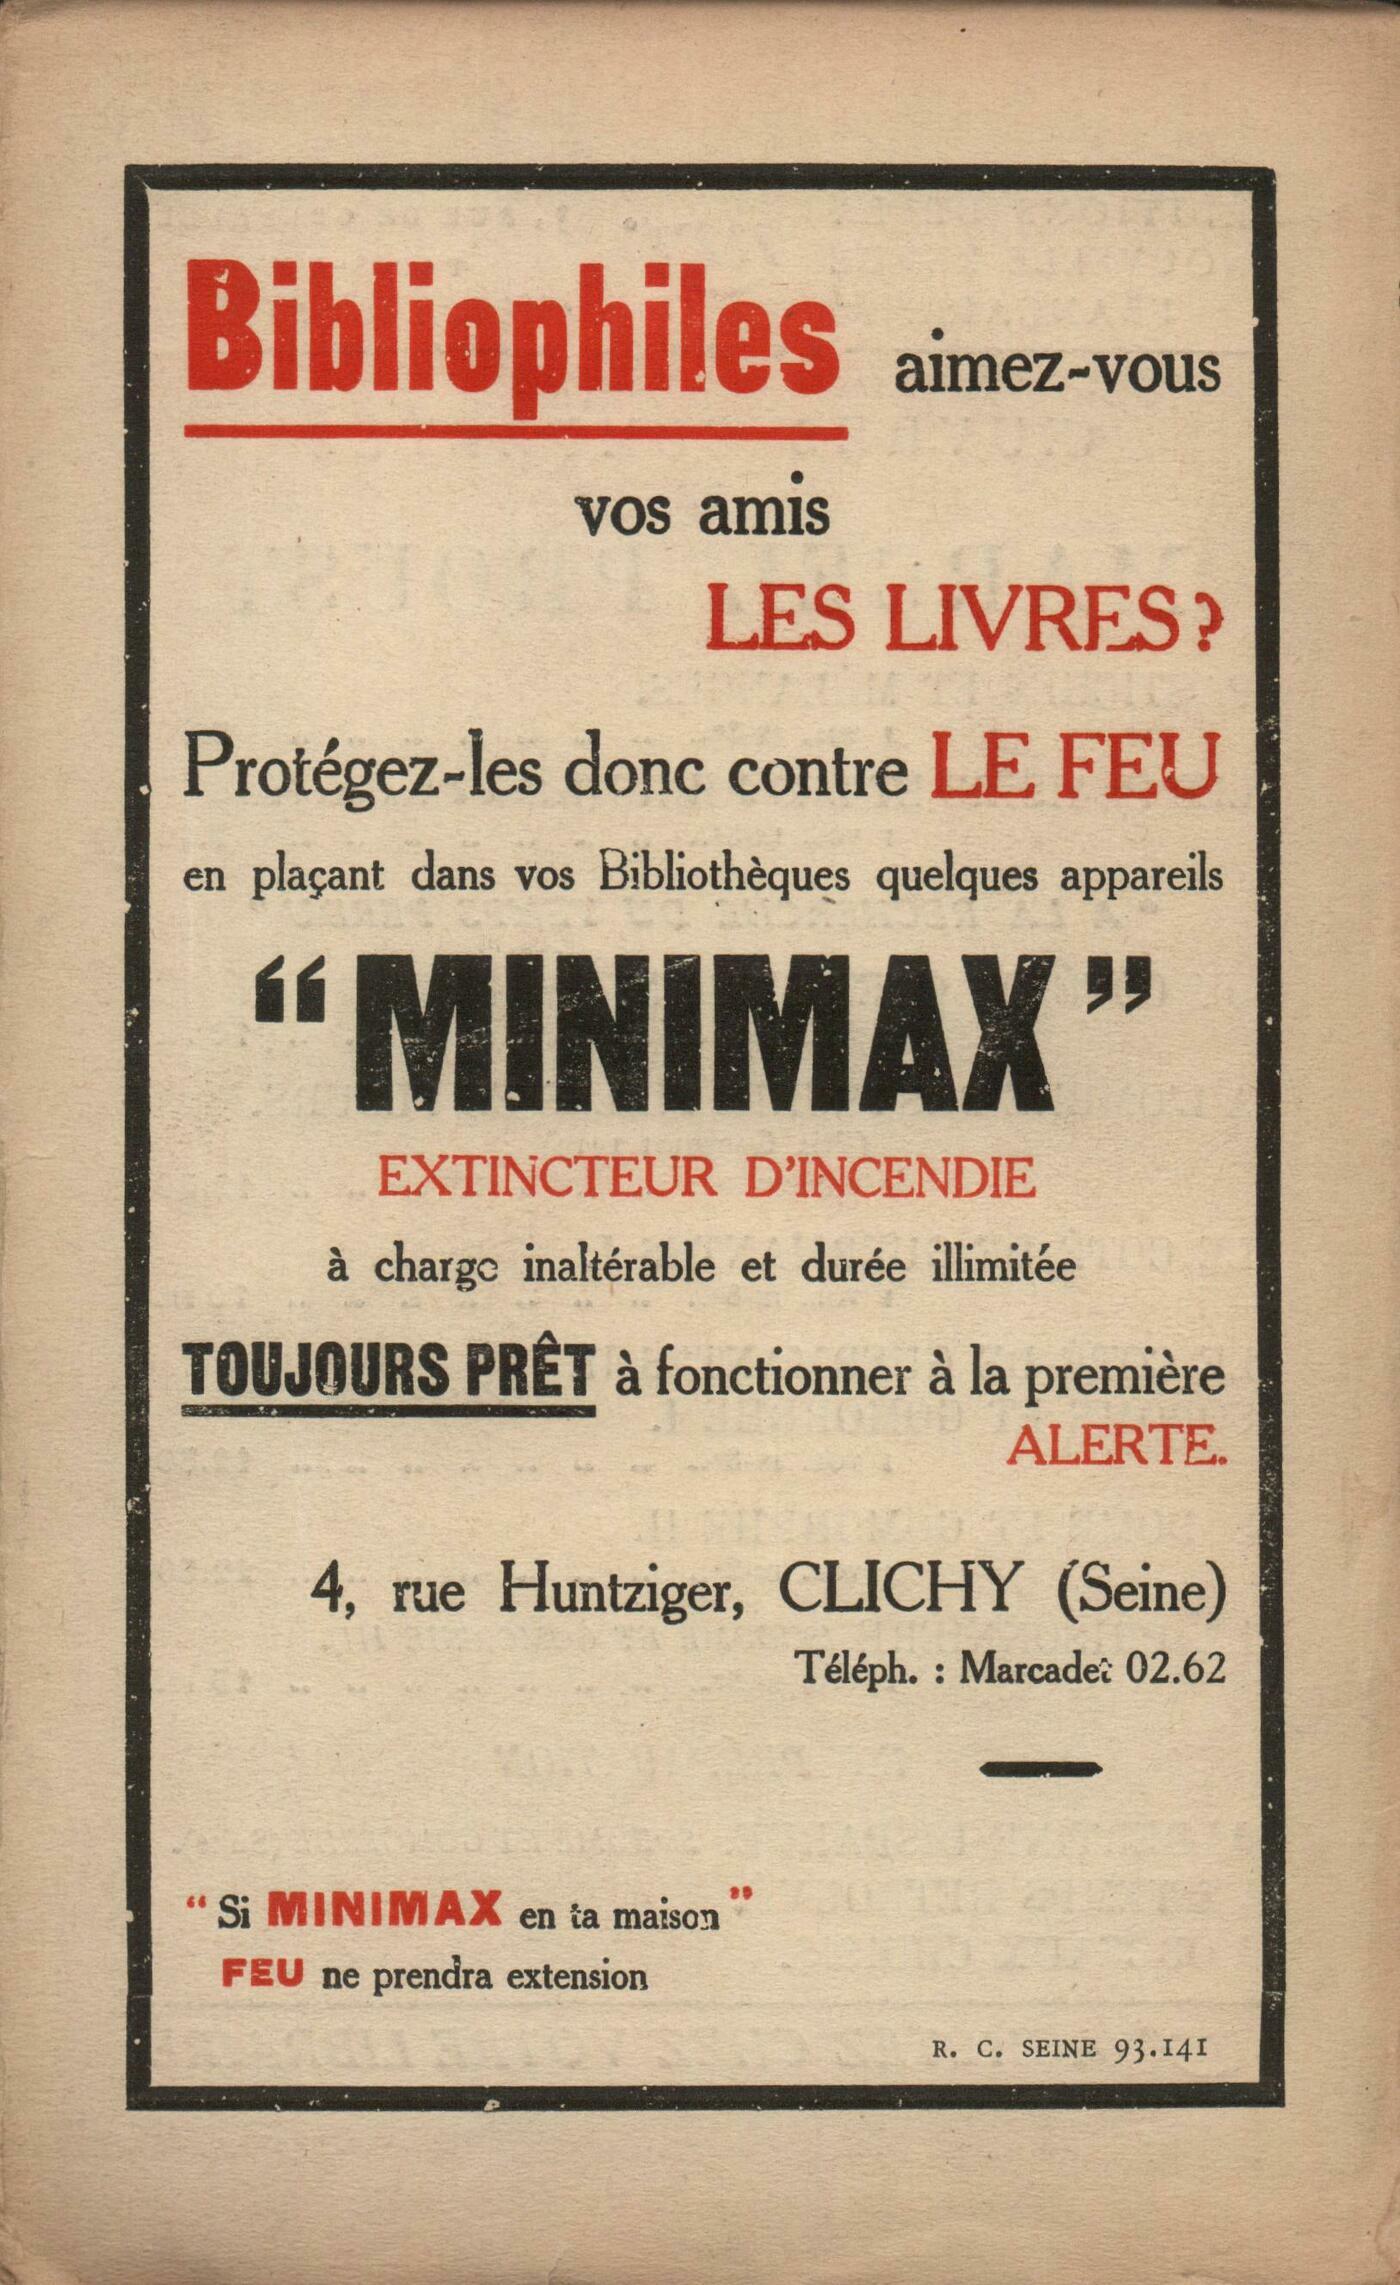 Bibliophiles aimez-vous
vos amis
LES LIVRES ?
Protégez-les donc contre LE FEU
en plaçant dans vos Bibliothèques quelques appareils
“ MINIMAX ”
EXTINCTEUR D'INCENDIE
à charge inaltérable et durée illimitée
TOUJOURS PRÊT à fonctionner à la première
ALERTE.
4, rue Huntziger, CLICHY (Seine)
Téléph. : Marcadet 02.62
“ Si MINIMAX en ta maison ”
FEU ne prendra extension
R. C. SEINE 93.141